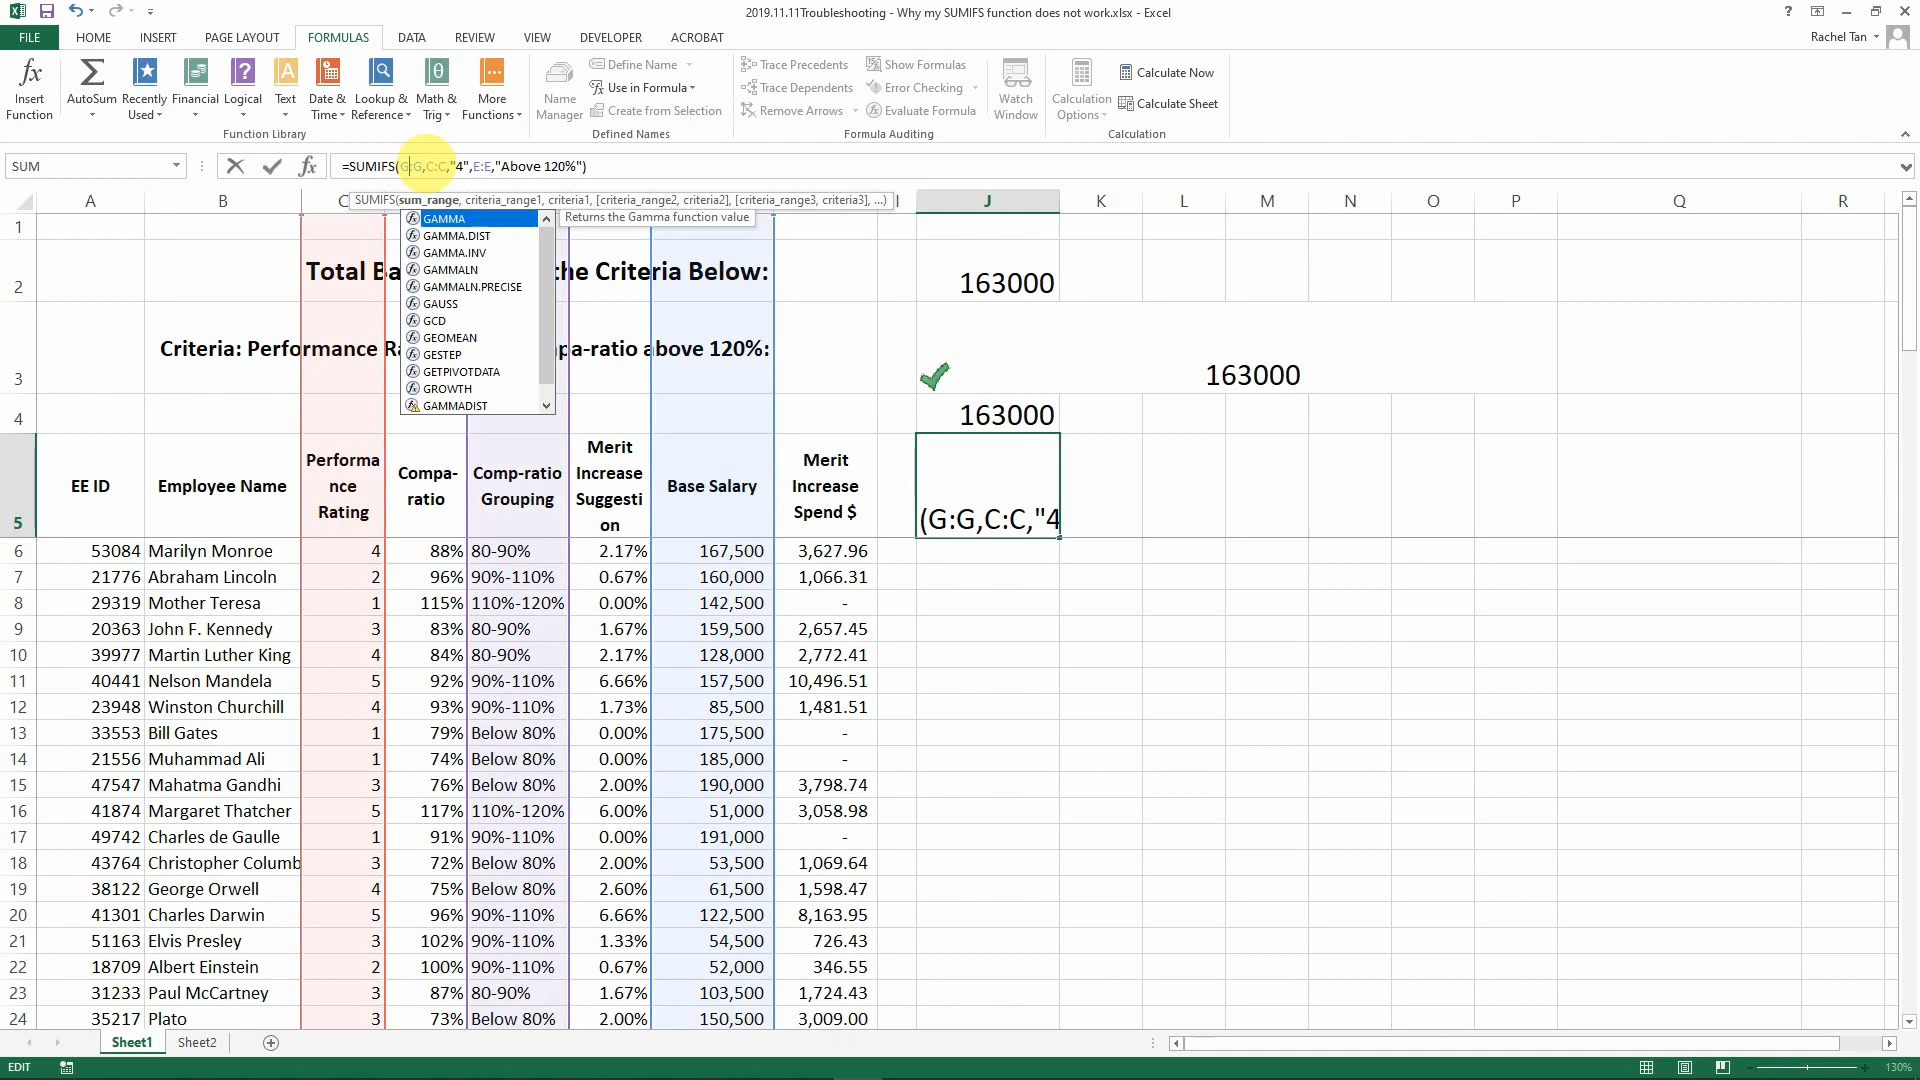 2019.11.11Troubleshooting - Why my SUMIFS function does not work.xlsx - Excel
FILE HOME INSERT PAGE LAYOUT FORMULAS DATA REVIEW VIEW DEVELOPER ACROBAT Rachel Tan
Insert Function
AutoSum
Recently Used
Financial
Logical
Text
Date & Time
Lookup & Reference
Math & Trig
More Functions
Function Library
Name Manager
Define Name
Use in Formula
Create from Selection
Defined Names
Trace Precedents
Trace Dependents
Remove Arrows
Show Formulas
Error Checking
Evaluate Formula
Formula Auditing
Watch Window
Calculation Options
Calculate Now
Calculate Sheet
Calculation
SUM fx =SUMIFS(G:G,C:C,"4",E:E,"Above 120%")
SUMIFS(sum_range, criteria_range1, criteria1, [criteria_range2, criteria2], [criteria_range3, criteria3], ...)
A B C I J K L M N O P Q R
GAMMA
GAMMA.DIST
GAMMA.INV
GAMMALN
GAMMALN.PRECISE
GAUSS
GCD
GEOMEAN
GESTEP
GETPIVOTDATA
GROWTH
GAMMADIST
Returns the Gamma function value
1
2 Total Ba the Criteria Below: 163000
3 Criteria: Performance Ra pa-ratio above 120%: 163000
4 163000
5 EE ID Employee Name Performa nce Rating Compa-ratio Comp-ratio Grouping Merit Increase Suggesti on Base Salary Merit Increase Spend $ (G:G,C:C,"4
6 53084 Marilyn Monroe 4 88% 80-90% 2.17% 167,500 3,627.96
7 21776 Abraham Lincoln 2 96% 90%-110% 0.67% 160,000 1,066.31
8 29319 Mother Teresa 1 115% 110%-120% 0.00% 142,500 -
9 20363 John F. Kennedy 3 83% 80-90% 1.67% 159,500 2,657.45
10 39977 Martin Luther King 4 84% 80-90% 2.17% 128,000 2,772.41
11 40441 Nelson Mandela 5 92% 90%-110% 6.66% 157,500 10,496.51
12 23948 Winston Churchill 4 93% 90%-110% 1.73% 85,500 1,481.51
13 33553 Bill Gates 1 79% Below 80% 0.00% 175,500 -
14 21556 Muhammad Ali 1 74% Below 80% 0.00% 185,000 -
15 47547 Mahatma Gandhi 3 76% Below 80% 2.00% 190,000 3,798.74
16 41874 Margaret Thatcher 5 117% 110%-120% 6.00% 51,000 3,058.98
17 49742 Charles de Gaulle 1 91% 90%-110% 0.00% 191,000 -
18 43764 Christopher Columb 3 72% Below 80% 2.00% 53,500 1,069.64
19 38122 George Orwell 4 75% Below 80% 2.60% 61,500 1,598.47
20 41301 Charles Darwin 5 96% 90%-110% 6.66% 122,500 8,163.95
21 51163 Elvis Presley 3 102% 90%-110% 1.33% 54,500 726.43
22 18709 Albert Einstein 2 100% 90%-110% 0.67% 52,000 346.55
23 31233 Paul McCartney 3 87% 80-90% 1.67% 103,500 1,724.43
24 35217 Plato 3 73% Below 80% 2.00% 150,500 3,009.00
Sheet1 Sheet2
EDIT 130%